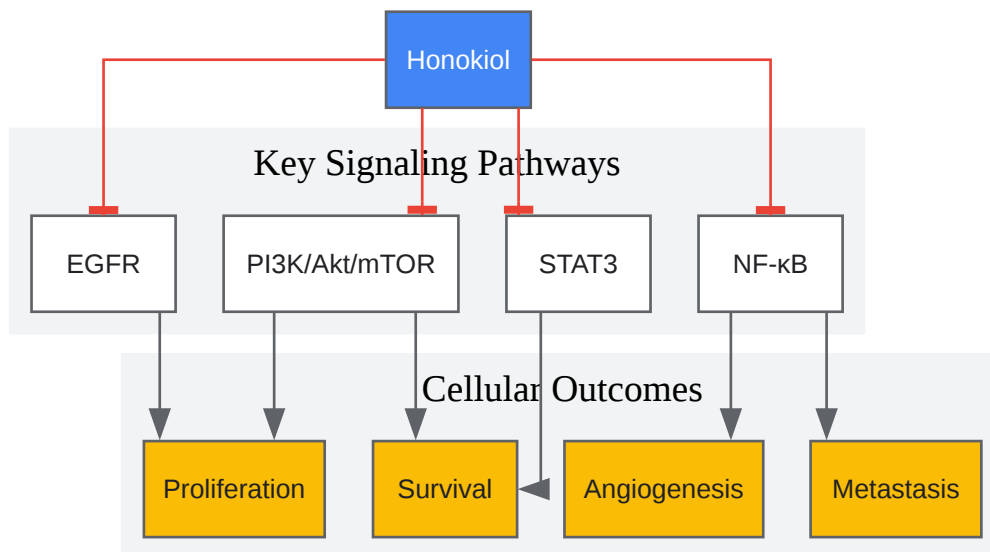 Honokiol
Key Signaling Pathways
EGFR
PI3K/Akt/mTOR
STAT3
NF-κB
Cellular Outcomes
Proliferation
Survival
Angiogenesis
Metastasis